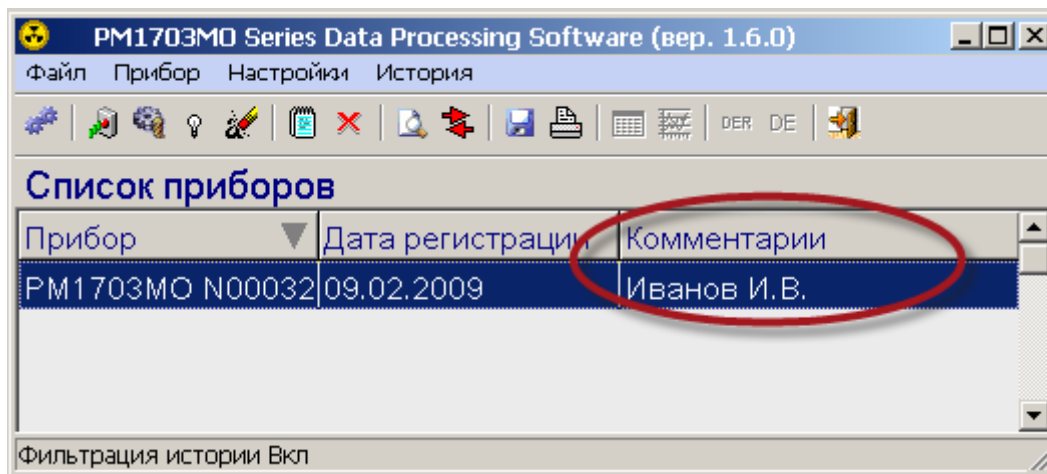 PM1703MO Series Data Processing Software (вер. 1.6.0)
Файл Прибор Настройки История
DER DE
Список приборов
Прибор Дата регистрации Комментарии
PM1703MO N00032 09.02.2009 Иванов И.В.
Фильтрация истории Вкл